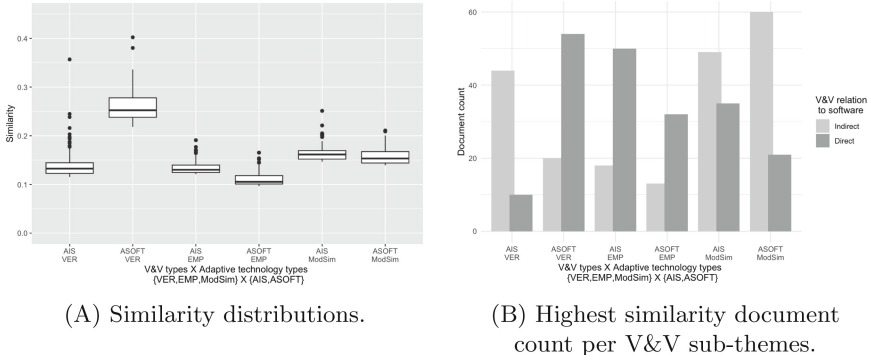 0.4
0.3
0.2
0.1
0.0
Similarity
AIS
VER
ASOFT
VER
AIS
EMP
ASOFT
EMP
AIS
ModSim
ASOFT
ModSim
V&V types X Adaptive technology types
{VER,EMP,ModSim} X {AIS,ASOFT}
(A) Similarity distributions.
60
40
20
0
Document count
AIS
VER
ASOFT
VER
AIS
EMP
ASOFT
EMP
AIS
ModSim
ASOFT
ModSim
V&V types X Adaptive technology types
{VER,EMP,ModSim} X {AIS,ASOFT}
V&V relation
to software
Indirect
Direct
(B) Highest similarity document
count per V&V sub-themes.